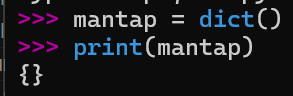 >>> mantap = dict()
>>> print(mantap)
{}